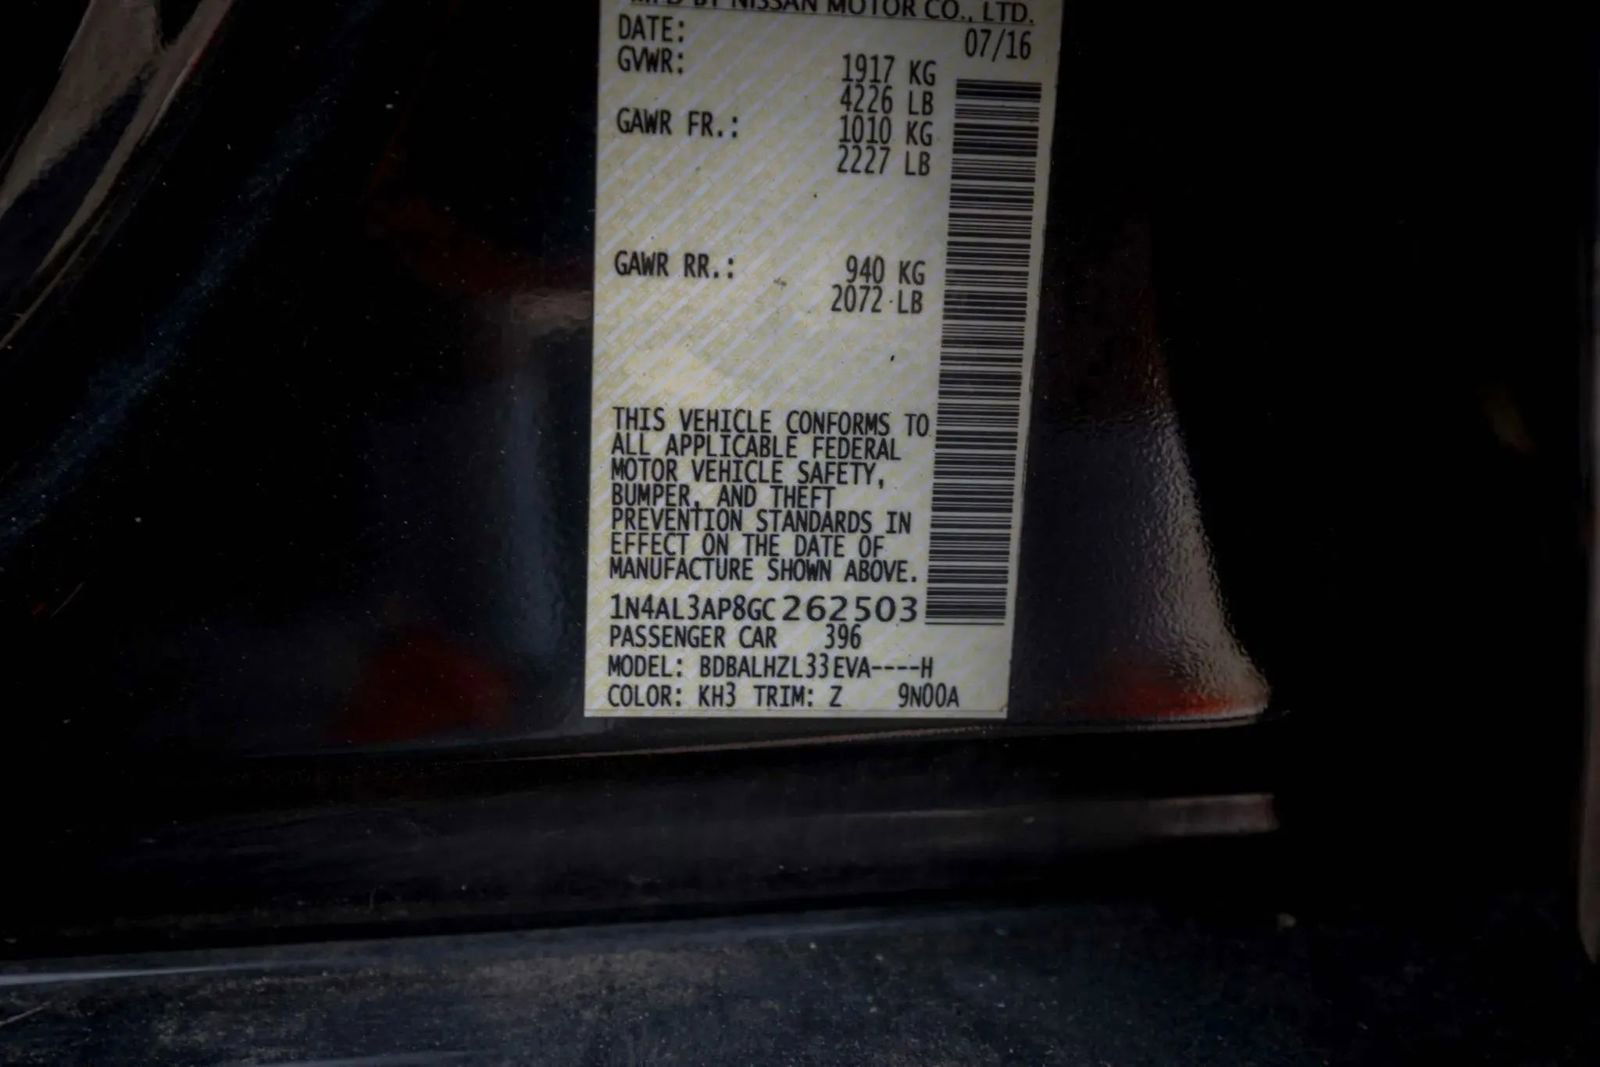 MFD BY NISSAN MOTOR CO., LTD.
DATE: 07/16
GVWR: 1917 KG
4226 LB
GAWR FR.: 1010 KG
2227 LB
GAWR RR.: 940 KG
2072 LB
THIS VEHICLE CONFORMS TO
ALL APPLICABLE FEDERAL
MOTOR VEHICLE SAFETY,
BUMPER, AND THEFT
PREVENTION STANDARDS IN
EFFECT ON THE DATE OF
MANUFACTURE SHOWN ABOVE.
1N4AL3AP8GC262503
PASSENGER CAR 396
MODEL: BDBALHZL33EVA----H
COLOR: KH3 TRIM: Z 9N00A